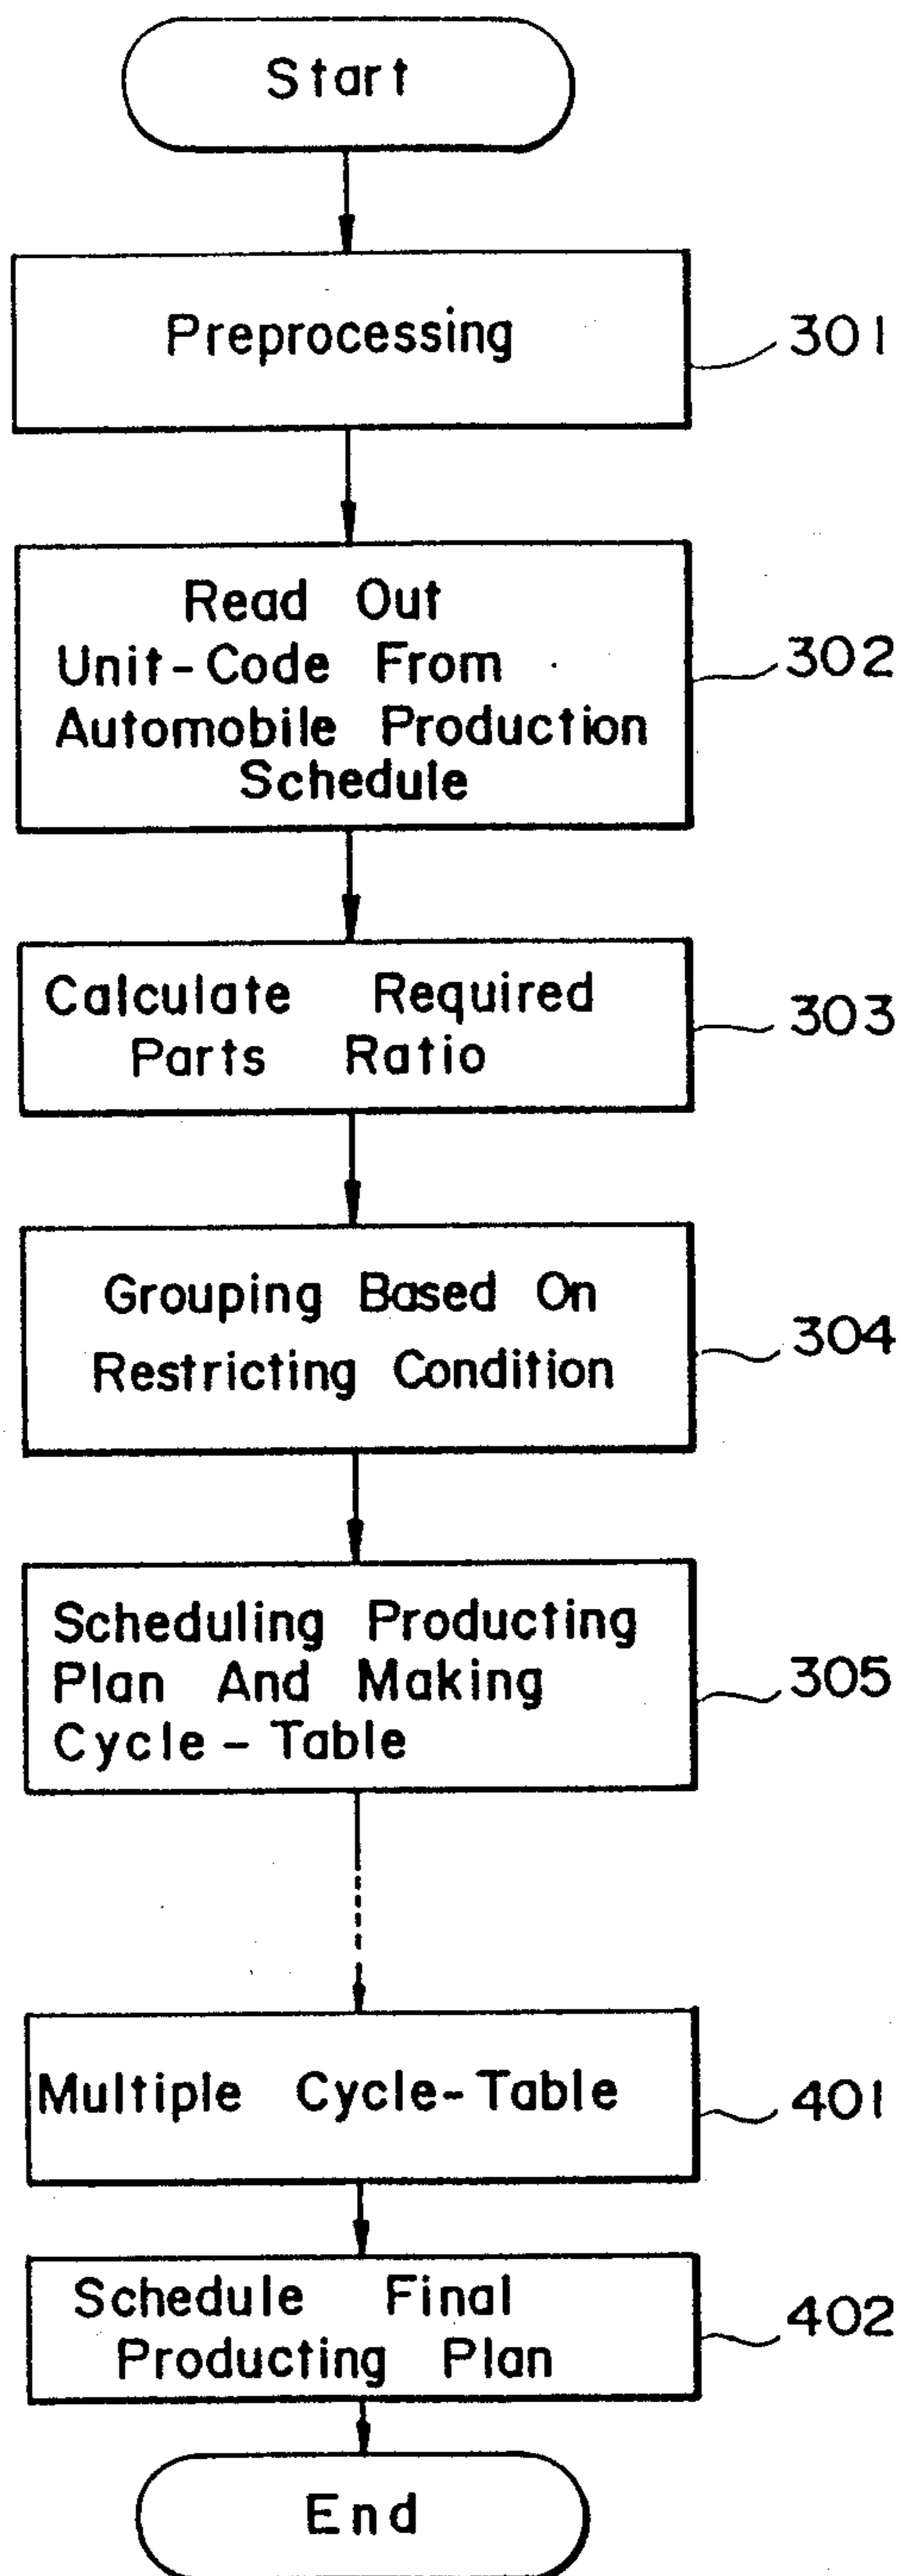 Start
Preprocessing
301
Read Out
Unit-Code From
Automobile Production
Schedule
302
Calculate Required
Parts Ratio
303
Grouping Based On
Restricting Condition
304
Scheduling Producting
Plan And Making
Cycle-Table
305
Multiple Cycle-Table
401
Schedule Final
Producting Plan
402
End